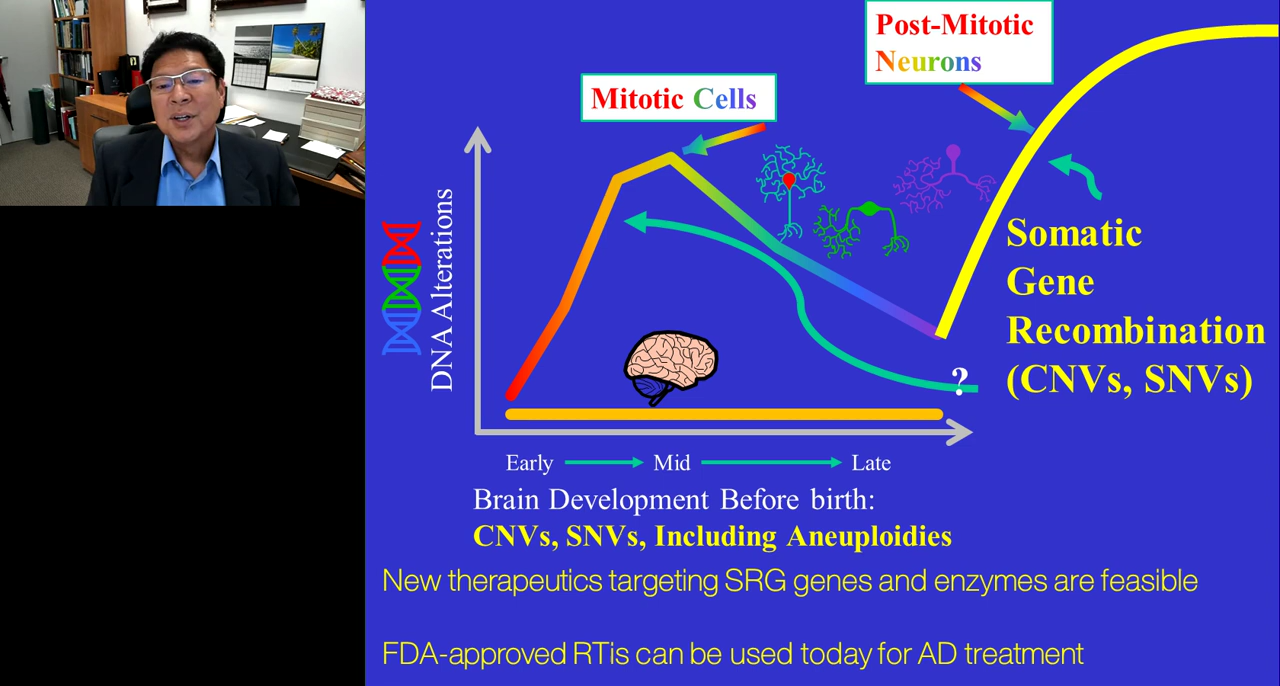 Post-Mitotic
Neurons
Mitotic Cells
DNA Alterations
Somatic
Gene
Recombination
(CNVs, SNVs)
?
Early Mid Late
Brain Development Before birth:
CNVs, SNVs, Including Aneuploidies
New therapeutics targeting SRG genes and enzymes are feasible
FDA-approved RTis can be used today for AD treatment